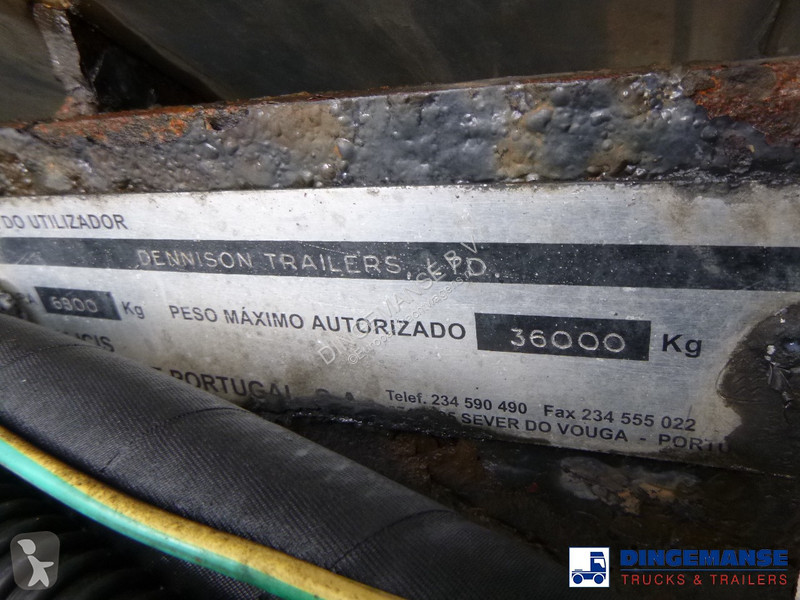 DO UTILIZADOR
DENNISON TRAILERS, LTD.
6900 Kg PESO MÁXIMO AUTORIZADO 36000 Kg
PORTUGAL, S.A.
Telef. 234 590 490 Fax 234 555 022
SEVER DO VOUGA - PORTU
DINGEMANSE
TRUCKS & TRAILERS